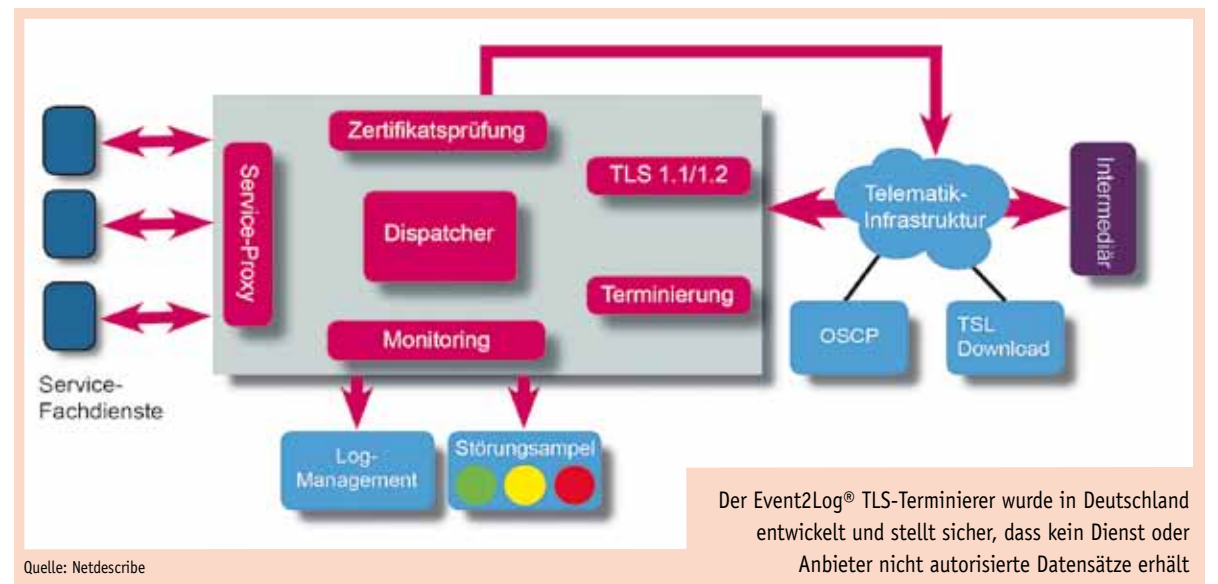 Zertifikatsprüfung
TLS 1.1/1.2
Service-Proxy
Dispatcher
Terminierung
Monitoring
Telematik-
Infrastruktur
Intermediär
OSCP
TSL
Download
Service-
Fachdienste
Log-
Management
Störungsampel
Der Event2Log® TLS-Terminierer wurde in Deutschland
entwickelt und stellt sicher, dass kein Dienst oder
Anbieter nicht autorisierte Datensätze erhält
Quelle: Netdescribe